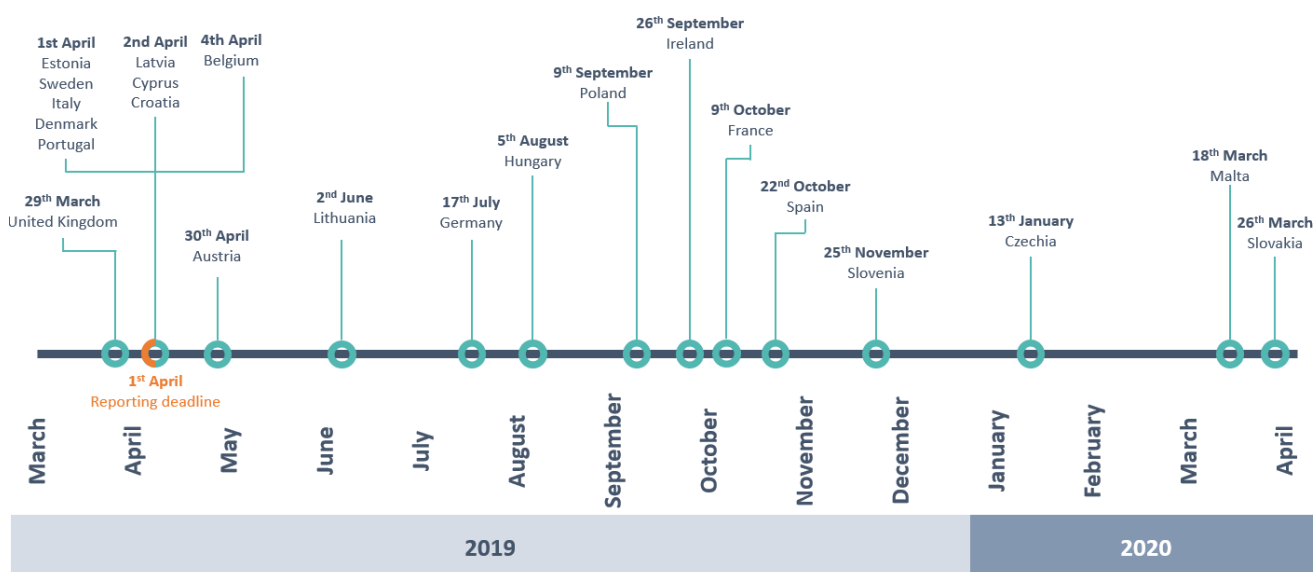 1st April
Estonia
Sweden
Italy
Denmark
Portugal
2nd April
Latvia
Cyprus
Croatia
4th April
Belgium
29th March
United Kingdom
30th April
Austria
2nd June
Lithuania
17th July
Germany
5th August
Hungary
9th September
Poland
26th September
Ireland
9th October
France
22nd October
Spain
25th November
Slovenia
13th January
Czechia
18th March
Malta
26th March
Slovakia
1st April
Reporting deadline
March
April
May
June
July
August
September
October
November
December
January
February
March
April
2019
2020